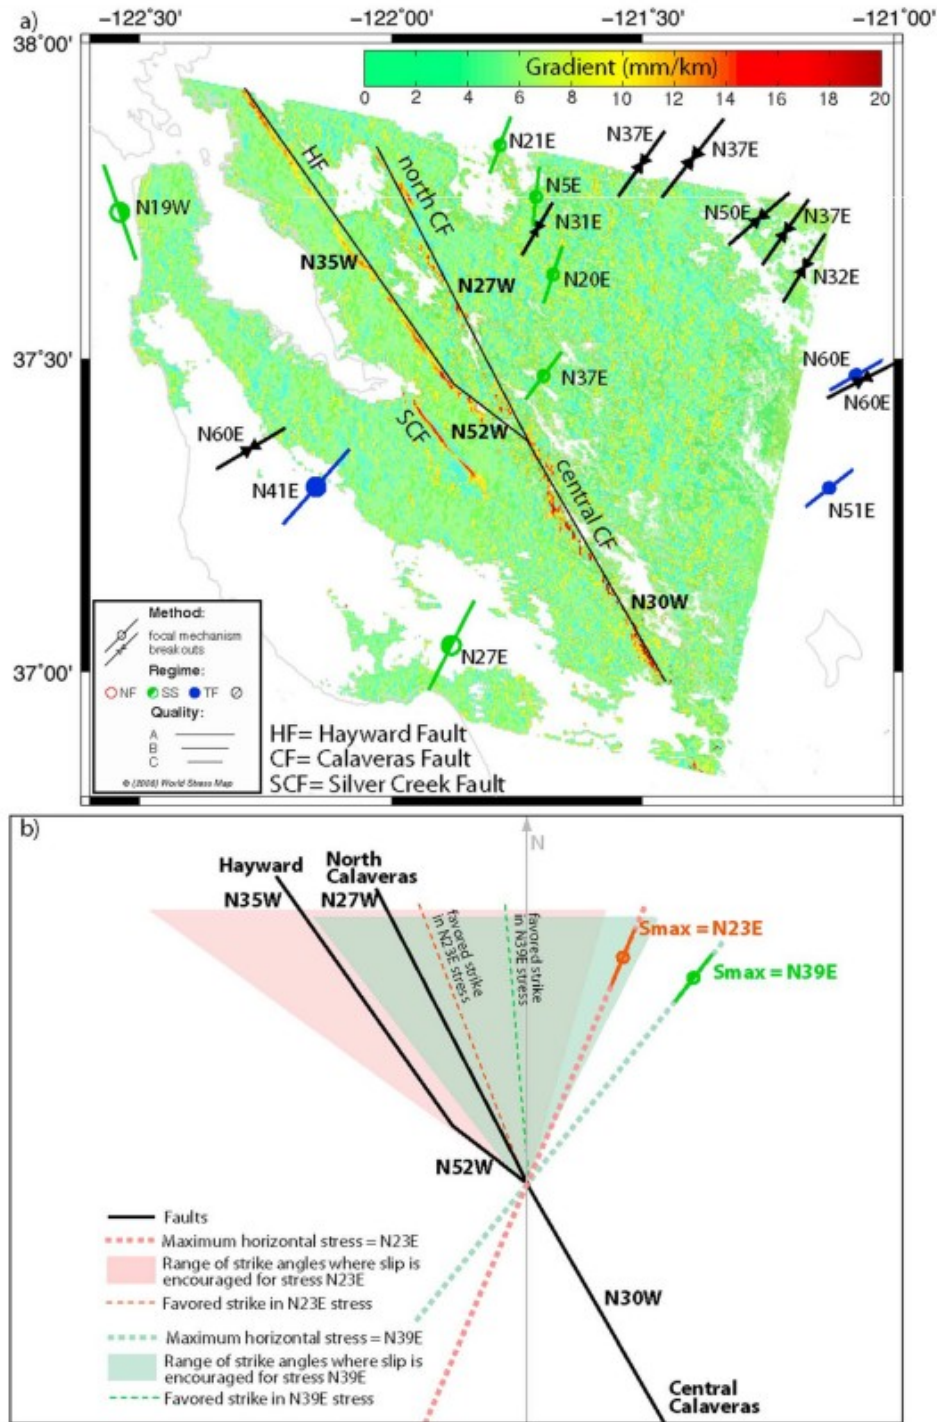 a)
−122°30'
−122°00'
−121°30'
−121°00'
38°00'
Gradient (mm/km)
0 2 4 6 8 10 12 14 16 18 20
N21E
N37E
N37E
HF
north CF
N5E
N19W
N50E
N37E
N31E
N35W
N27W
N20E
N32E
37°30'
N60E
N37E
N60E
SCF
N52W
N60E
central CF
N41E
N51E
N30W
Method:
focal mechanism
breakouts
N27E
37°00'
Regime:
NF SS TF
Quality:
A
B
C
© (2008) World Stress Map
HF= Hayward Fault
CF= Calaveras Fault
SCF= Silver Creek Fault
b)
N
Hayward
N35W
North
Calaveras
N27W
favored strike
in N23E stress
favored strike
in N39E stress
Smax = N23E
Smax = N39E
N52W
Faults
Maximum horizontal stress = N23E
Range of strike angles where slip is
encouraged for stress N23E
Favored strike in N23E stress
N30W
Maximum horizontal stress = N39E
Range of strike angles where slip is
encouraged for stress N39E
Favored strike in N39E stress
Central
Calaveras